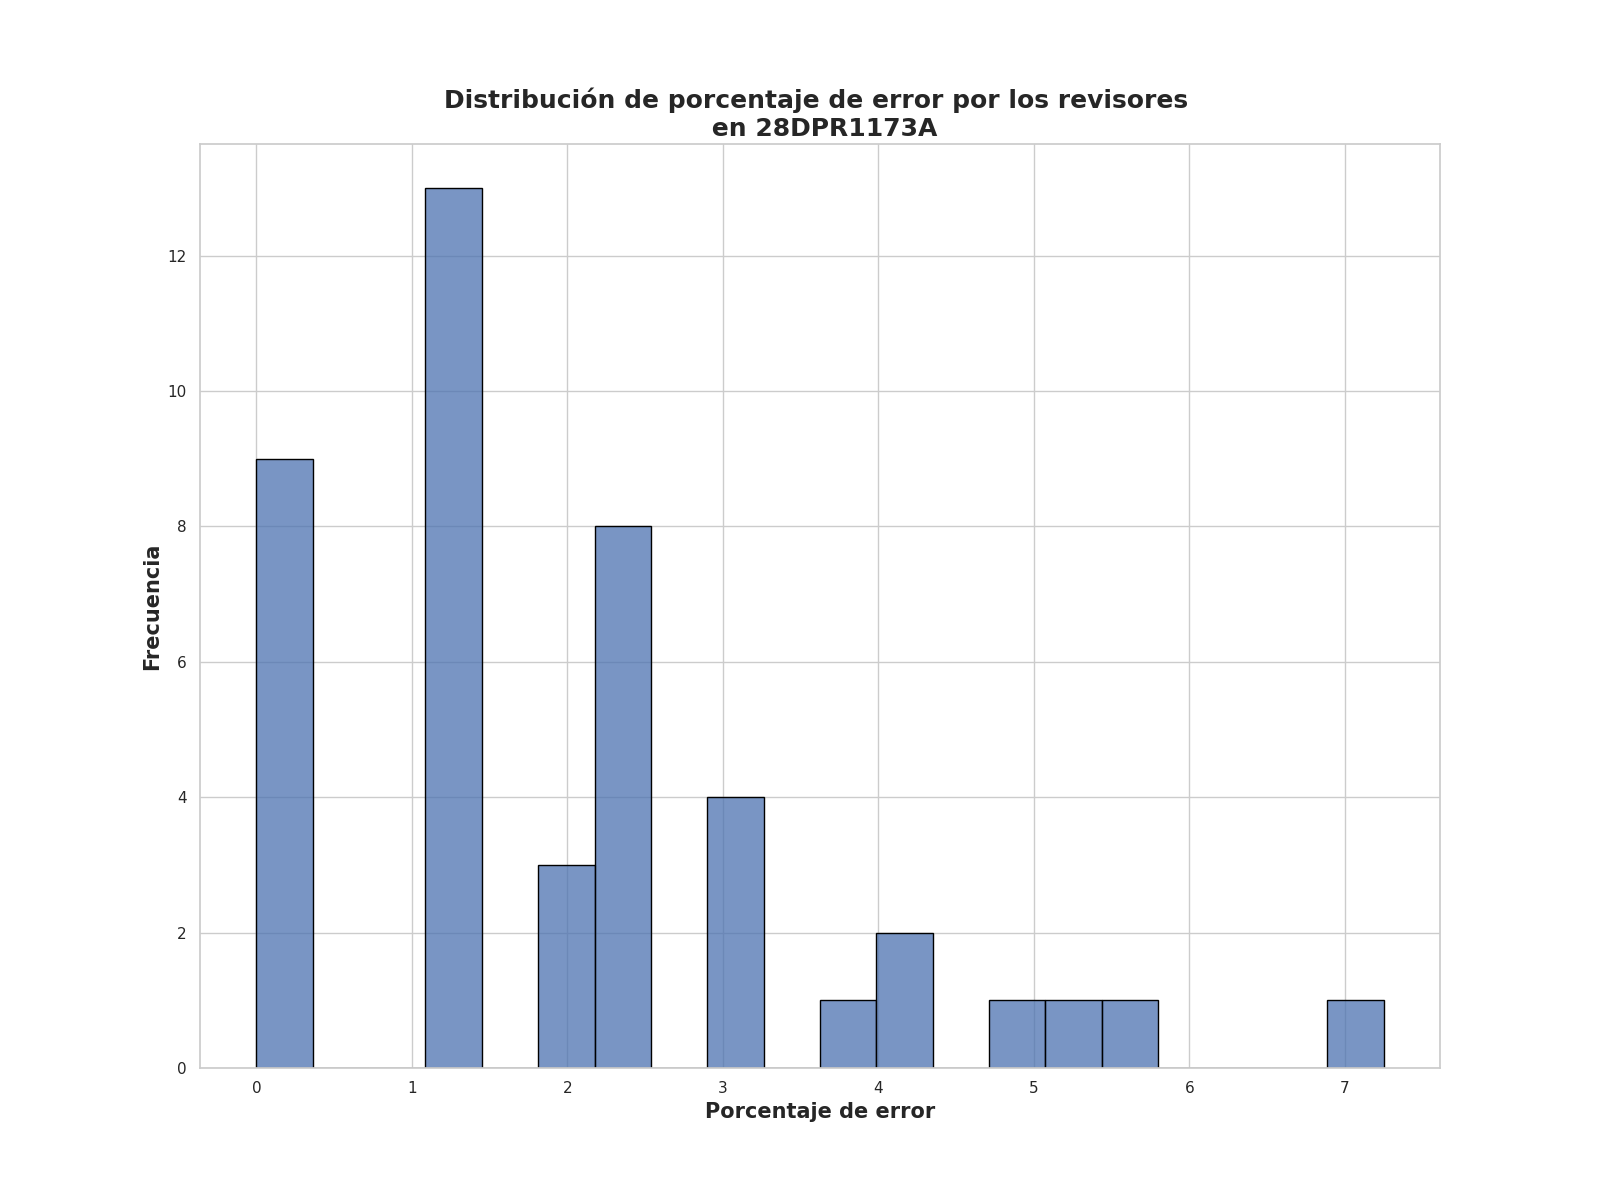 Distribución de porcentaje de error por los revisores
en 28DPR1173A
Frecuencia
12
10
8
6
4
2
0
0 1 2 3 4 5 6 7
Porcentaje de error